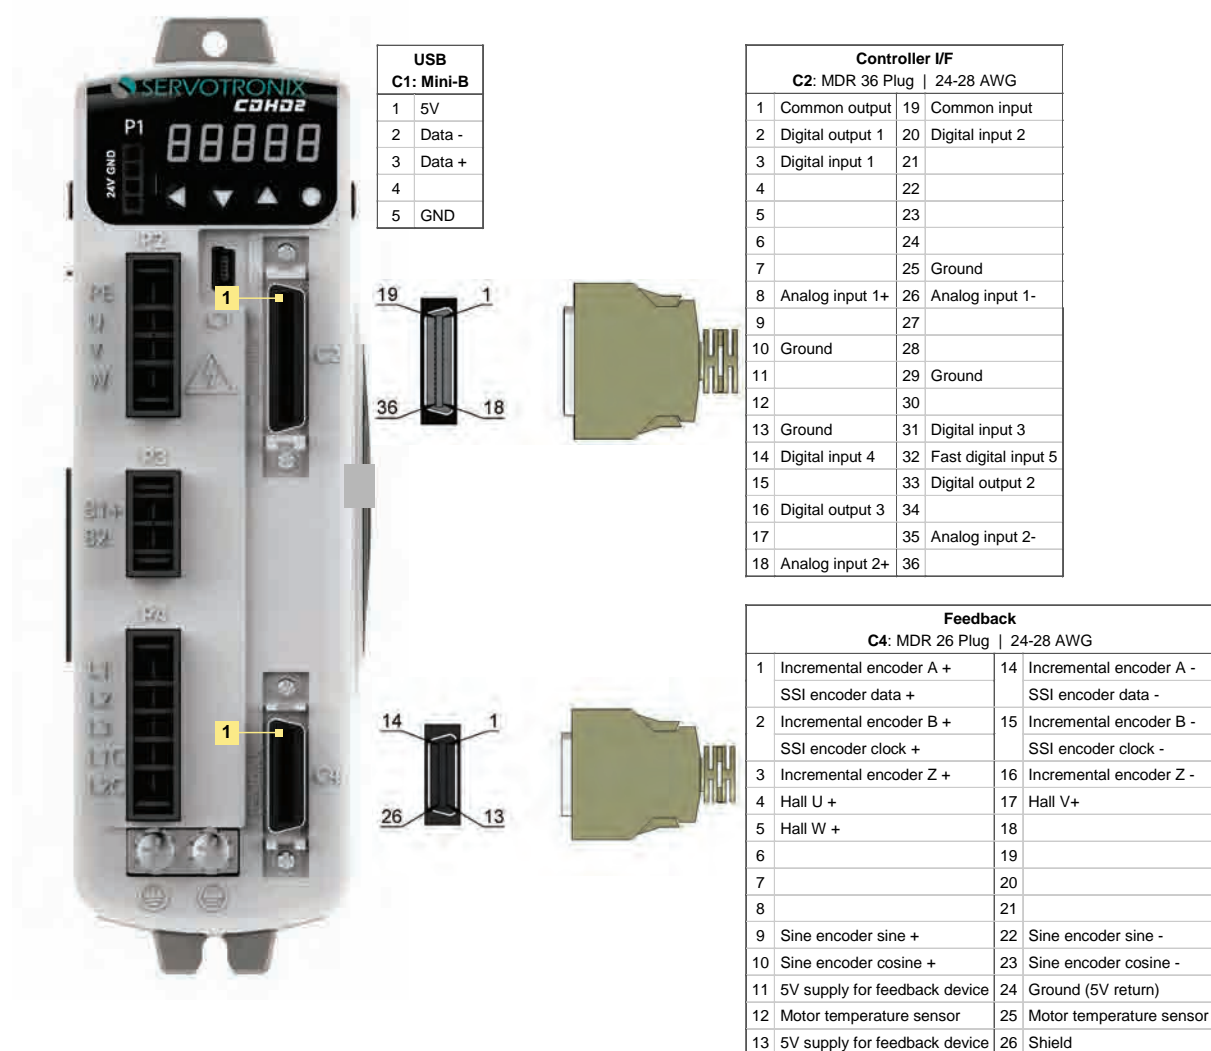 SERVOTRONIX
CDHD2
P1
24V GND
P2
PE
U
V
W
C1
C2
1
P3
B1+
B2-
P4
L1
L2
L3
L1C
L2C
1
C4
USB
C1: Mini-B
1 5V
2 Data -
3 Data +
4
5 GND
19 1
36 18
14 1
26 13
Controller I/F
C2: MDR 36 Plug | 24-28 AWG
1 Common output 19 Common input
2 Digital output 1 20 Digital input 2
3 Digital input 1 21
4 22
5 23
6 24
7 25 Ground
8 Analog input 1+ 26 Analog input 1-
9 27
10 Ground 28
11 29 Ground
12 30
13 Ground 31 Digital input 3
14 Digital input 4 32 Fast digital input 5
15 33 Digital output 2
16 Digital output 3 34
17 35 Analog input 2-
18 Analog input 2+ 36
Feedback
C4: MDR 26 Plug | 24-28 AWG
1 Incremental encoder A + 14 Incremental encoder A -
SSI encoder data + SSI encoder data -
2 Incremental encoder B + 15 Incremental encoder B -
SSI encoder clock + SSI encoder clock -
3 Incremental encoder Z + 16 Incremental encoder Z -
4 Hall U + 17 Hall V+
5 Hall W + 18
6 19
7 20
8 21
9 Sine encoder sine + 22 Sine encoder sine -
10 Sine encoder cosine + 23 Sine encoder cosine -
11 5V supply for feedback device 24 Ground (5V return)
12 Motor temperature sensor 25 Motor temperature sensor
13 5V supply for feedback device 26 Shield